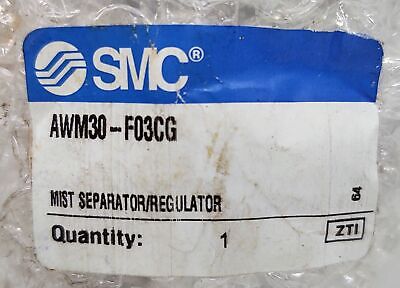 SMC®
AWM30-F03CG
MIST SEPARATOR/REGULATOR 64
Quantity: 1 ZTI